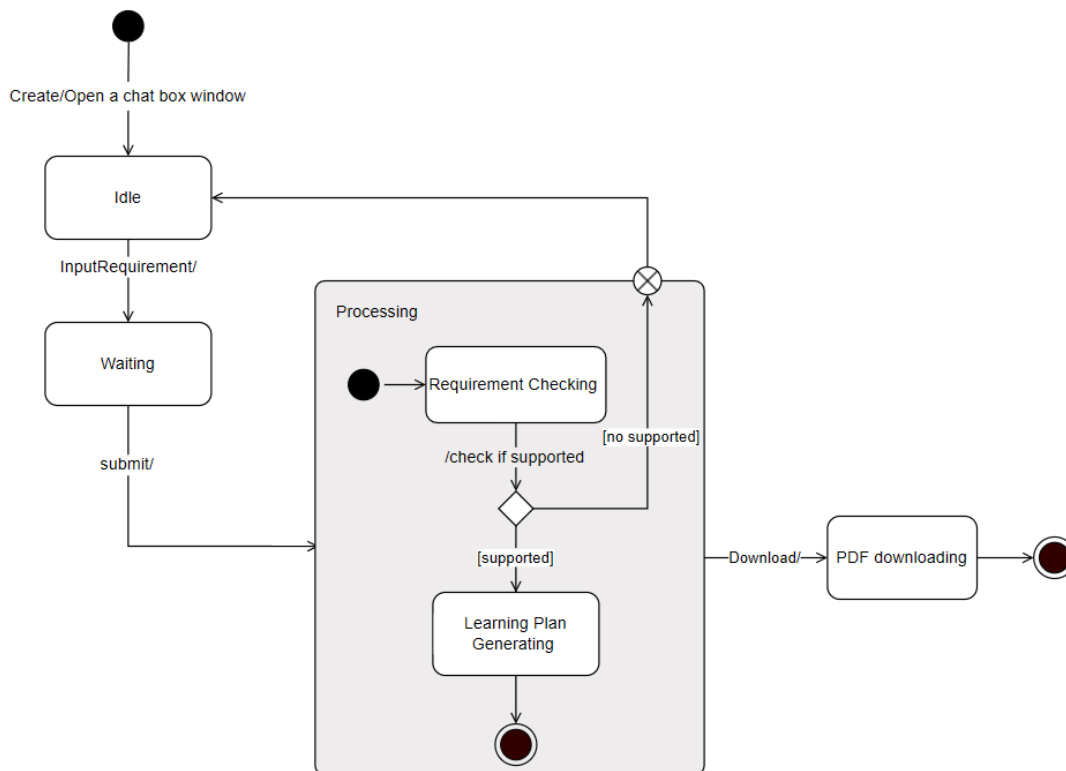 Create/Open a chat box window
Idle
InputRequirement/
Processing
Waiting
Requirement Checking
[no supported]
/check if supported
submit/
[supported]
Download/
PDF downloading
Learning Plan
Generating